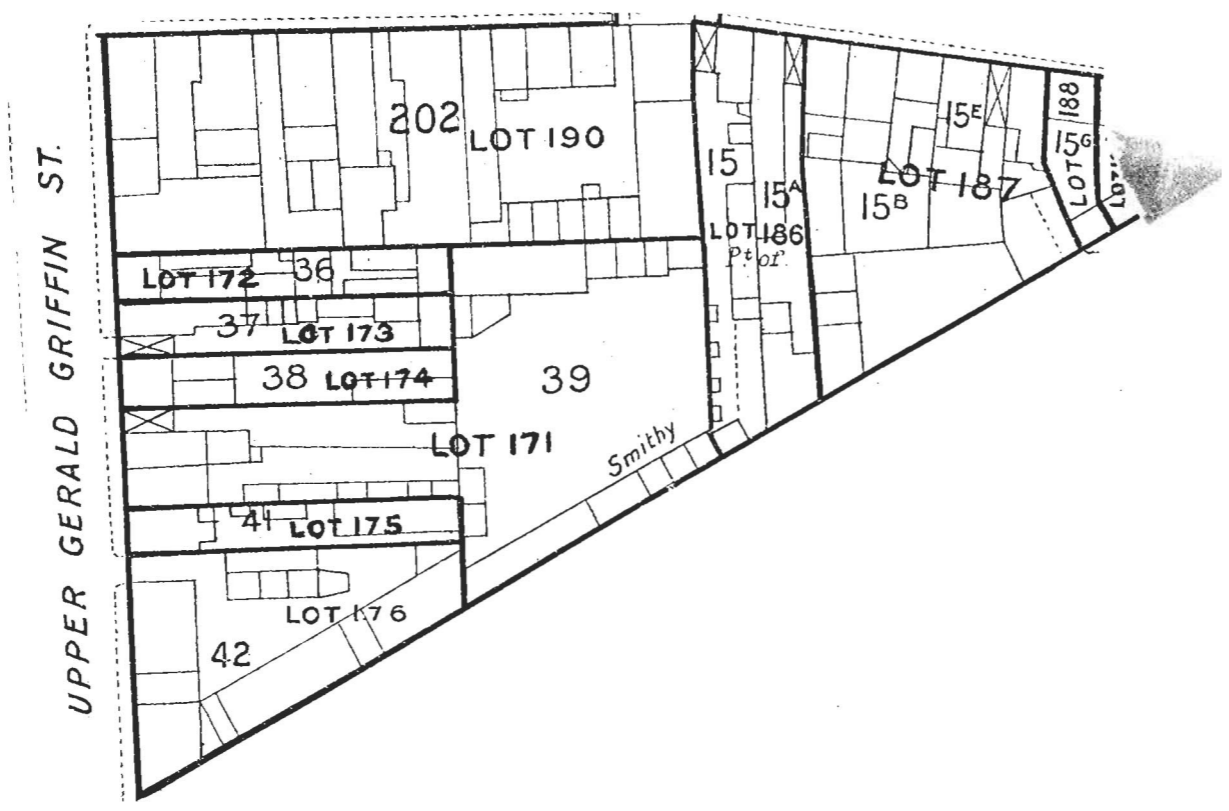 UPPER GERALD GRIFFIN ST.
202
LOT 190
15
15A
LOT 186
Pt of
15B
15E
LOT 187
188
15G
LOT
LOT 172
36
37
LOT 173
38
LOT 174
39
LOT 171
Smithy
41
LOT 175
LOT 176
42